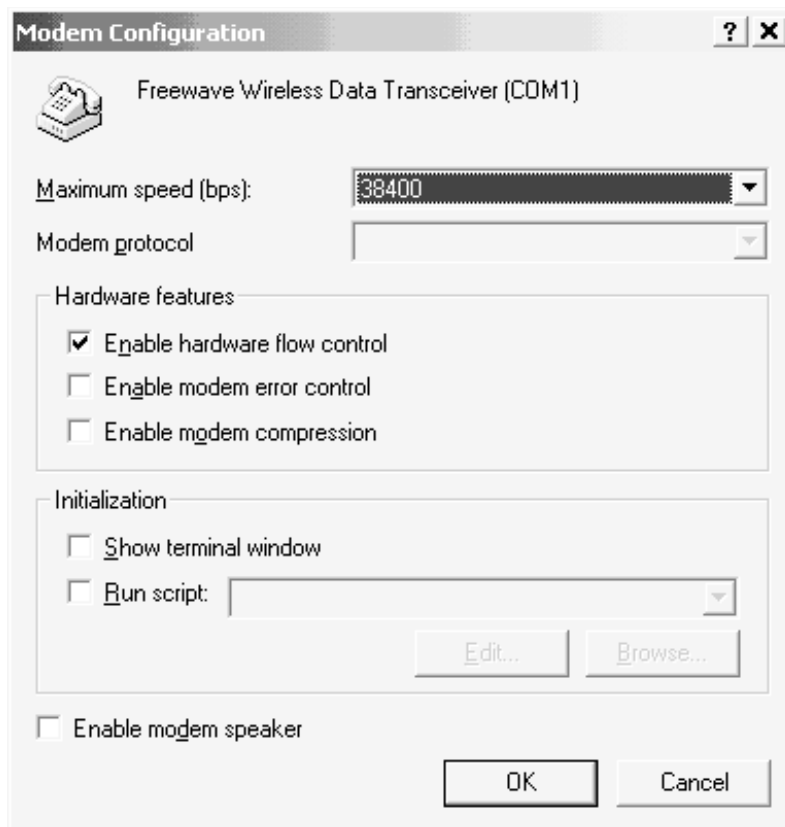 Modem Configuration
Freewave Wireless Data Transceiver (COM1)
Maximum speed (bps): 38400
Modem protocol
Hardware features
Enable hardware flow control
Enable modem error control
Enable modem compression
Initialization
Show terminal window
Run script:
Edit... Browse...
Enable modem speaker
OK Cancel